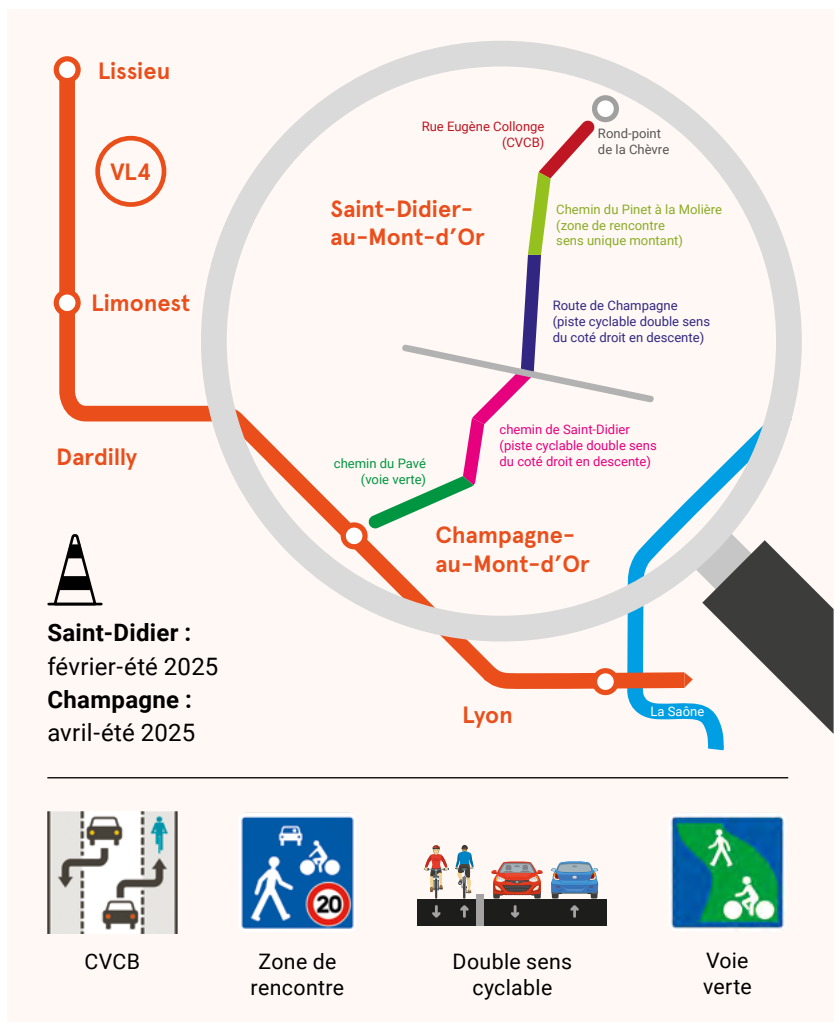 Lissieu
VL4
Limonest
Dardilly
Rue Eugène Collonge
(CVCB)
Rond-point
de la Chèvre
Saint-Didier-
au-Mont-d'Or
Chemin du Pinet à la Molière
(zone de rencontre
sens unique montant)
Route de Champagne
(piste cyclable double sens
du coté droit en descente)
chemin de Saint-Didier
(piste cyclable double sens
du coté droit en descente)
chemin du Pavé
(voie verte)
Champagne-
au-Mont-d'Or
Saint-Didier :
février-été 2025
Champagne :
avril-été 2025
Lyon
La Saône
CVCB
20
Zone de
rencontre
Double sens
cyclable
Voie
verte